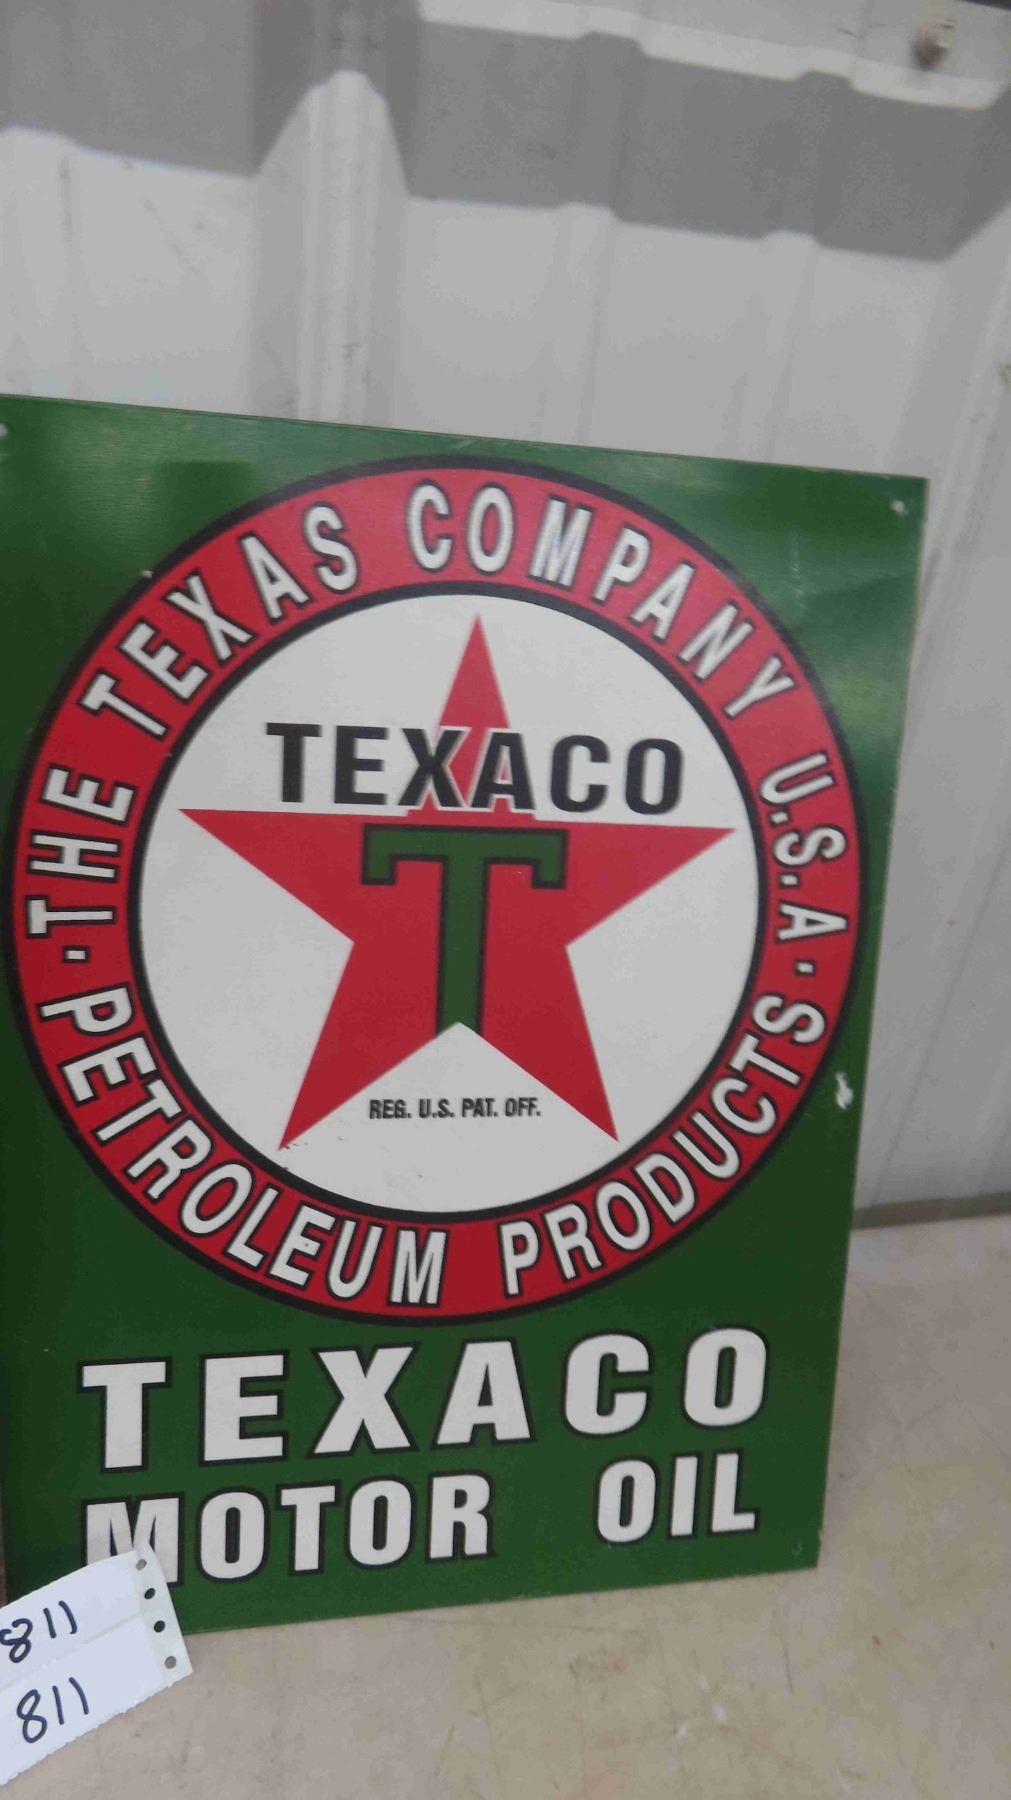 THE TEXAS COMPANY U.S.A.
TEXACO
T
REG. U.S. PAT. OFF.
PETROLEUM PRODUCTS
TEXACO
MOTOR OIL
811
811